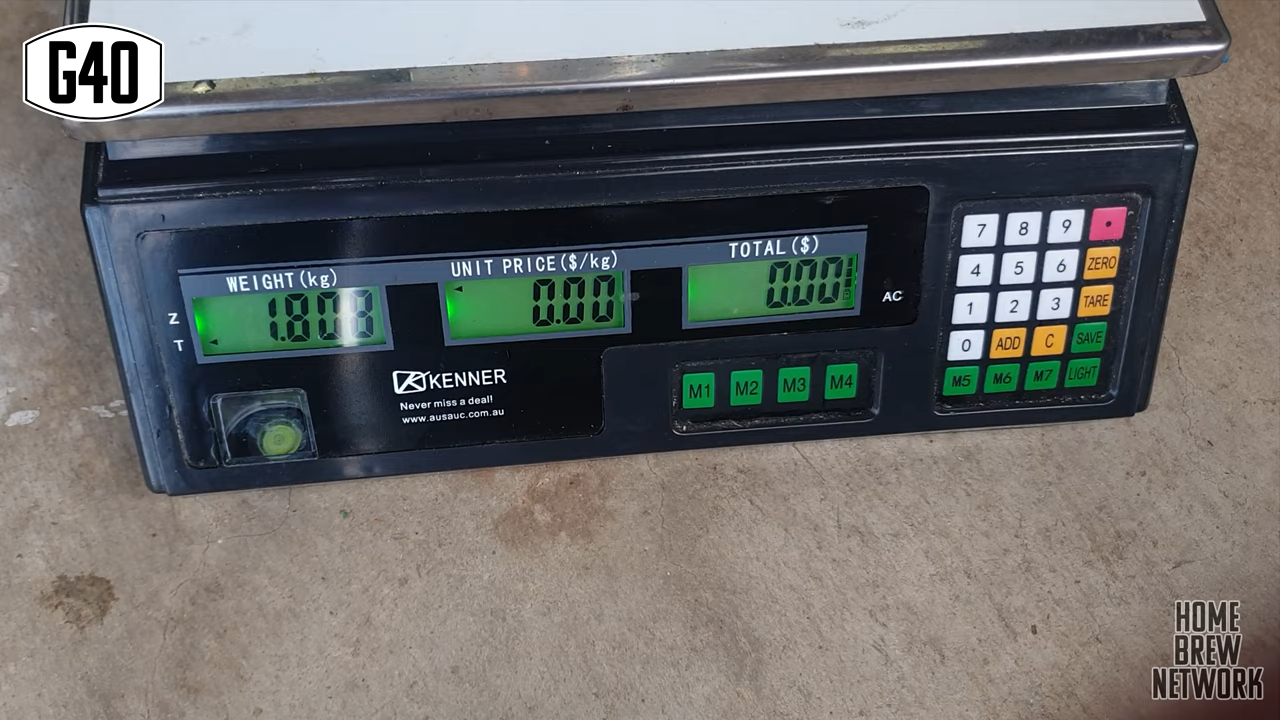 G40
WEIGHT(kg)
UNIT PRICE($/kg)
TOTAL($)
1.808
0.00
0.00
Z
T
AC
KENNER
Never miss a deal!
www.ausauc.com.au
M1 M2 M3 M4
7 8 9 .
4 5 6 ZERO
1 2 3 TARE
0 ADD C SAVE
M5 M6 M7 LIGHT
HOME
BREW
NETWORK